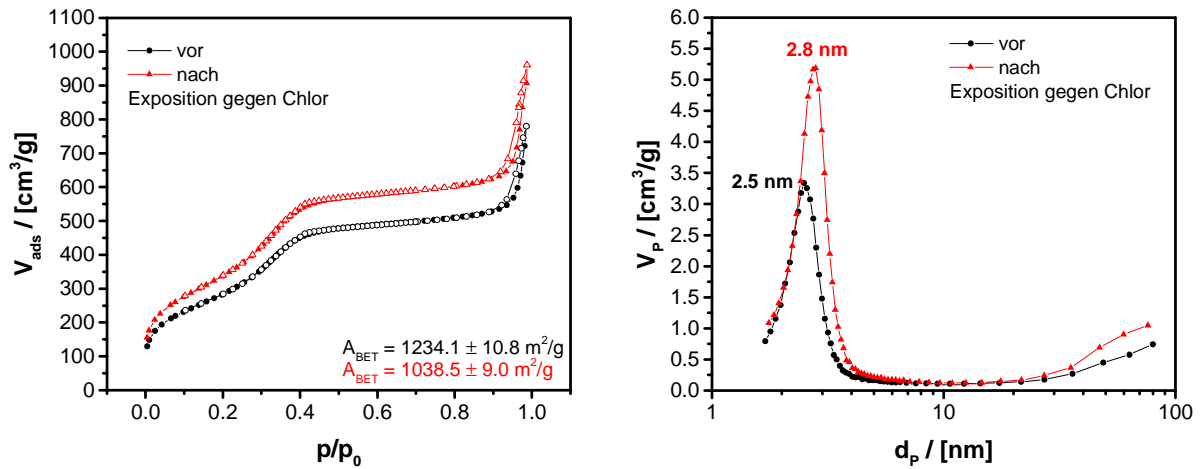 1100
1000
900
800
700
600
500
400
300
200
100
0
V_ads / [cm³/g]
vor
nach
Exposition gegen Chlor
A_BET = 1234.1 ± 10.8 m²/g
A_BET = 1038.5 ± 9.0 m²/g
0.0 0.2 0.4 0.6 0.8 1.0
p/p₀
6.0
5.5
5.0
4.5
4.0
3.5
3.0
2.5
2.0
1.5
1.0
0.5
0.0
V_P / [cm³/g]
2.8 nm
2.5 nm
vor
nach
Exposition gegen Chlor
1 10 100
d_P / [nm]